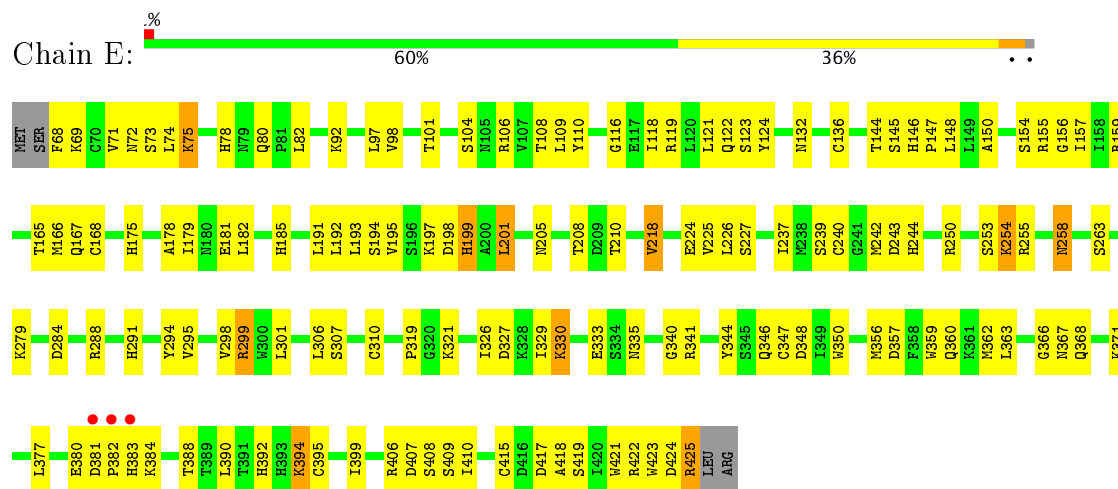 .%
Chain E:
60% 36% . .
MET SER F68 K69 C70 V71 N72 S73 L74 K75 H78 N79 Q80 P81 L82 K92 L97 V98 T101 S104 N105 R106 V107 T108 L109 Y110 G116 E117 I118 R119 L120 L121 Q122 S123 Y124 N132 C136 T144 S145 H146 P147 L148 L149 A150 S154 R155 G156 I157 I158 R159
T165 M166 Q167 C168 H175 A178 I179 N180 E181 L182 H185 L191 L192 L193 S194 V195 S196 K197 D198 H199 A200 L201 N205 T208 D209 T210 V218 E224 V225 L226 S227 I237 M238 S239 C240 G241 M242 D243 H244 R250 S253 K254 R255 N258 S263
K279 D284 R288 H291 Y294 V295 V298 R299 W300 L301 L306 S307 C310 P319 G320 K321 I326 D327 K328 I329 K330 E333 S334 N335 G340 R341 Y344 S345 Q346 C347 D348 I349 W350 M356 D357 F358 W359 Q360 K361 M362 L363 G366 N367 Q368 K371
L377 E380 D381 P382 H383 K384 T388 T389 L390 T391 H392 H393 K394 C395 I399 R406 D407 S408 S409 I410 C415 D416 D417 A418 S419 I420 W421 R422 W423 D424 R425 LEU ARG